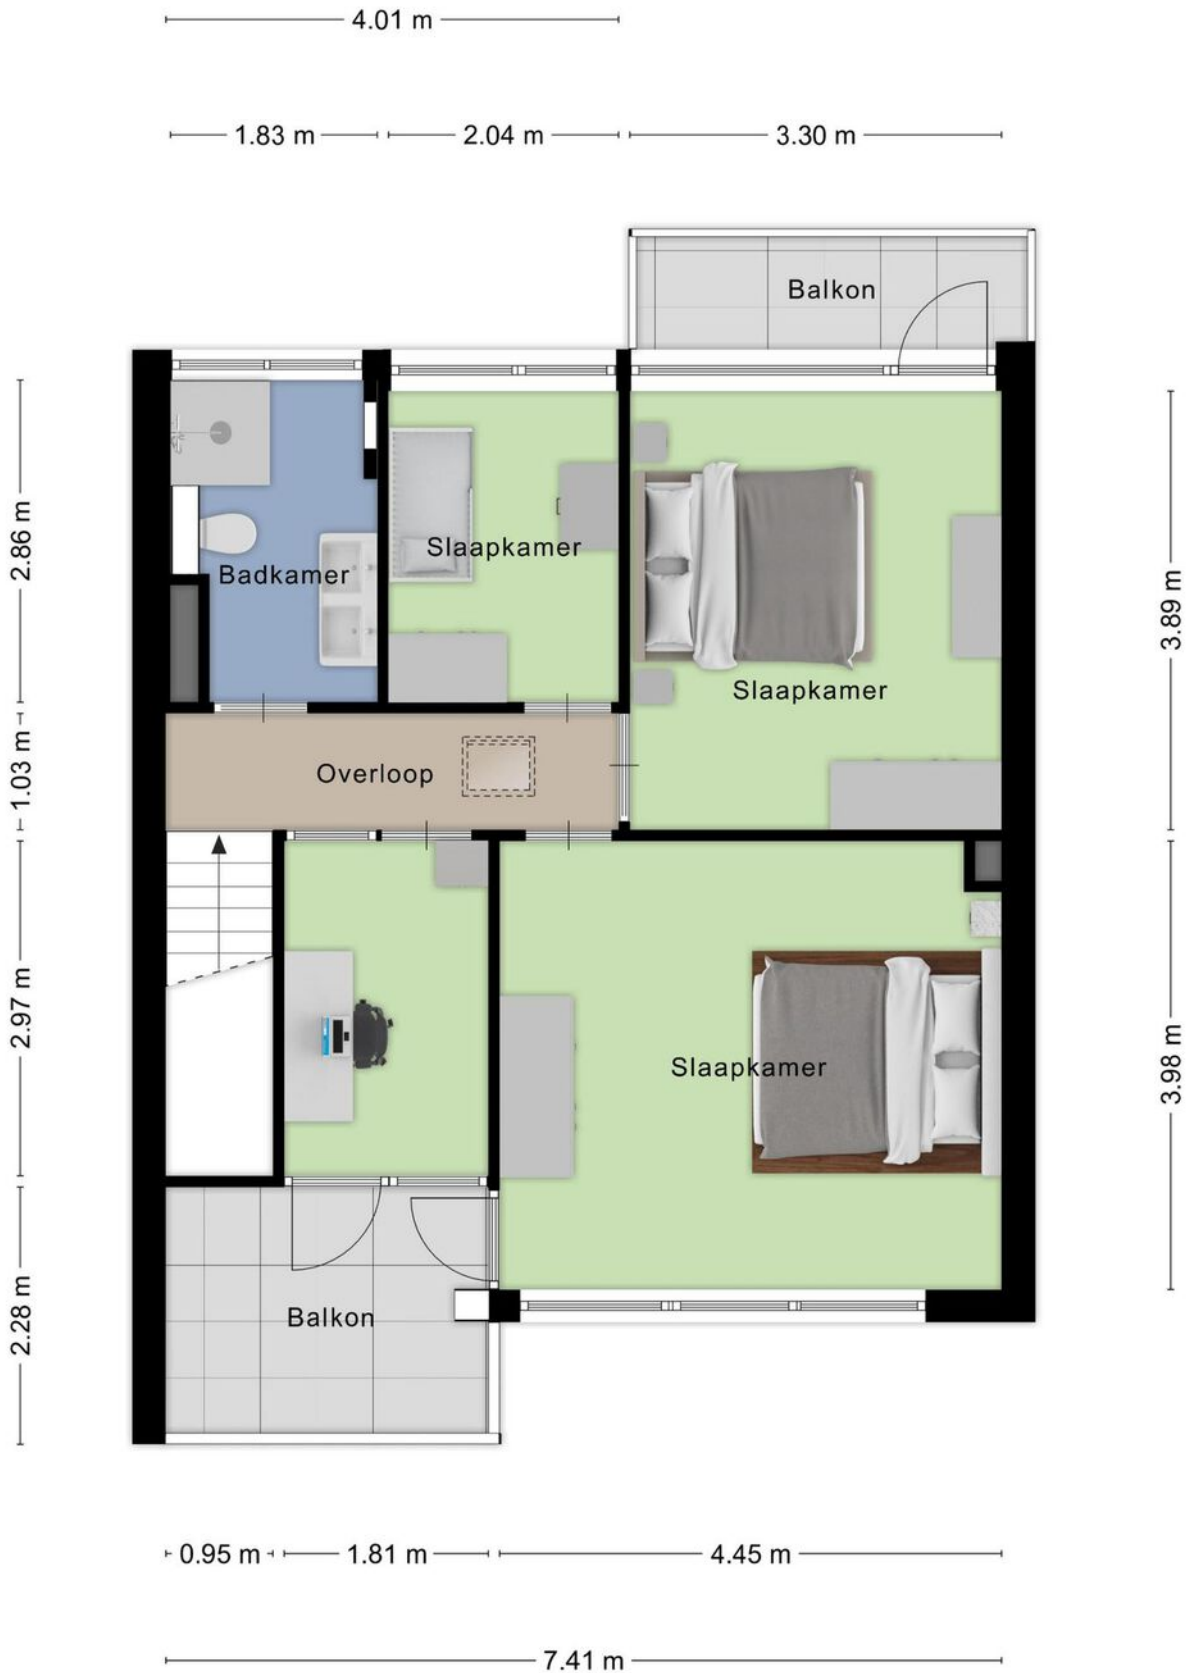 4.01 m
1.83 m
2.04 m
3.30 m
Balkon
2.86 m
Slaapkamer
Badkamer
3.89 m
Slaapkamer
1.03 m
Overloop
2.97 m
Slaapkamer
3.98 m
2.28 m
Balkon
0.95 m
1.81 m
4.45 m
7.41 m